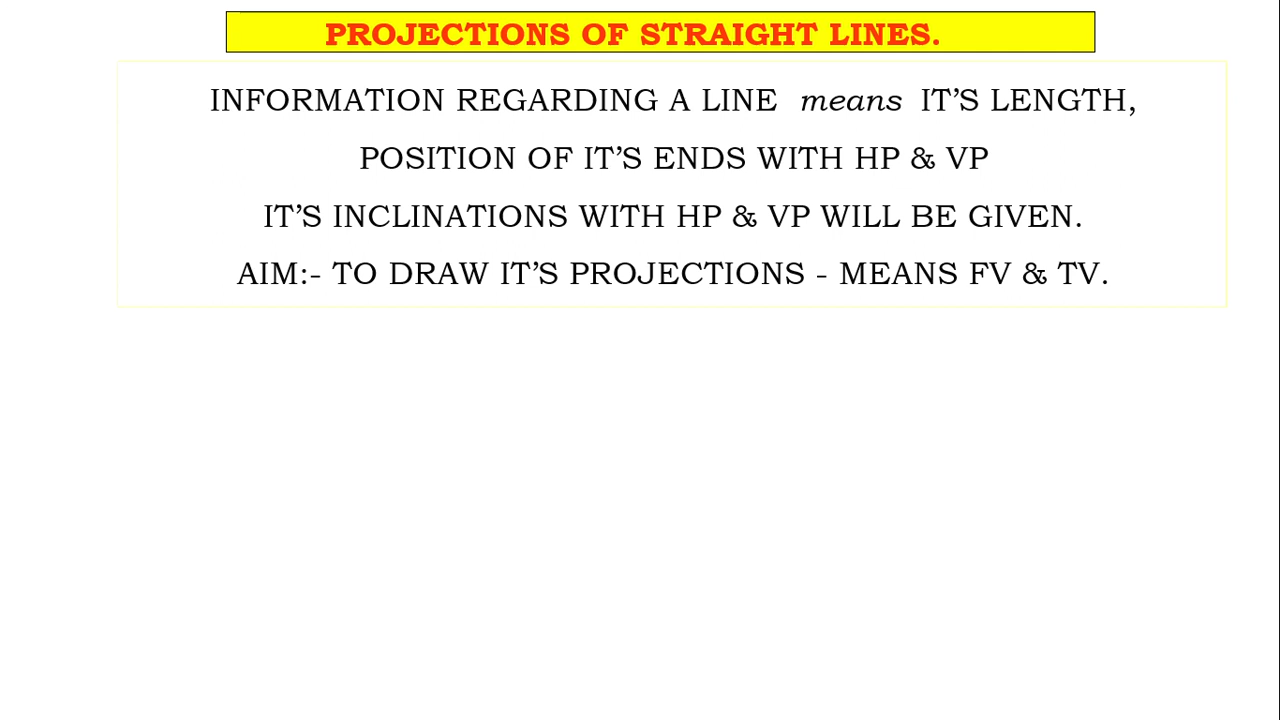 PROJECTIONS OF STRAIGHT LINES.
INFORMATION REGARDING A LINE means IT’S LENGTH,
POSITION OF IT’S ENDS WITH HP & VP
IT’S INCLINATIONS WITH HP & VP WILL BE GIVEN.
AIM:- TO DRAW IT’S PROJECTIONS - MEANS FV & TV.